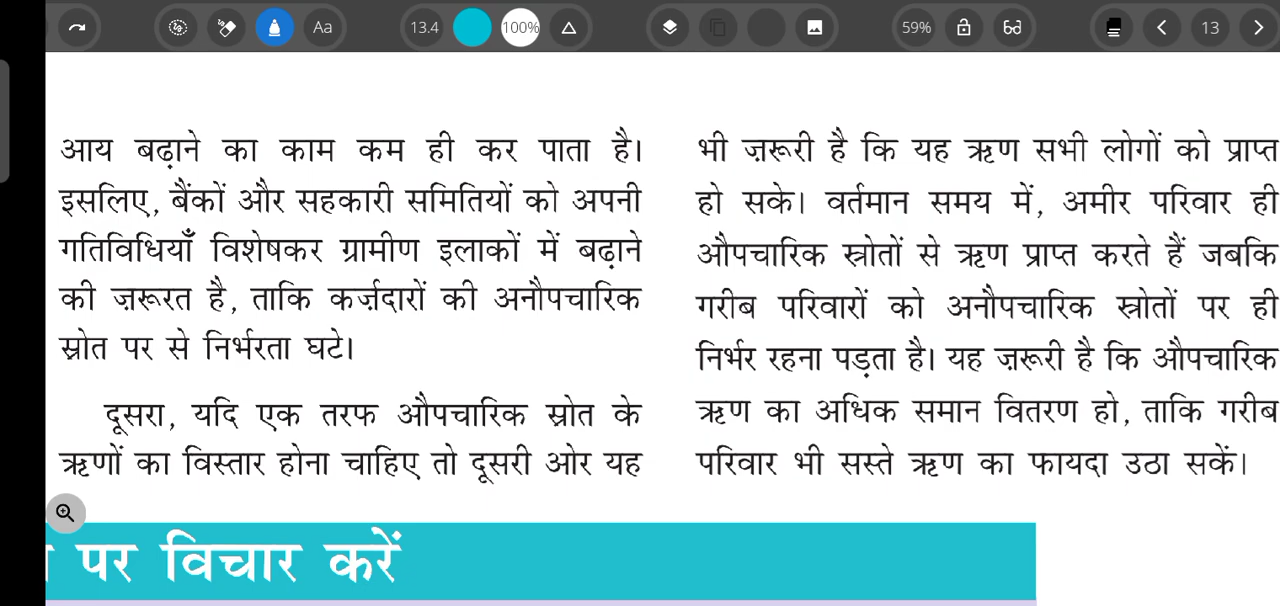 Aa
13.4
100%
59%
13
आय बढ़ाने का काम कम ही कर पाता है।
इसलिए, बैंकों और सहकारी समितियों को अपनी
गतिविधियाँ विशेषकर ग्रामीण इलाकों में बढ़ाने
की ज़रूरत है, ताकि कर्ज़दारों की अनौपचारिक
स्रोत पर से निर्भरता घटे।
दूसरा, यदि एक तरफ औपचारिक स्रोत के
ऋणों का विस्तार होना चाहिए तो दूसरी ओर यह
भी ज़रूरी है कि यह ऋण सभी लोगों को प्राप्त
हो सके। वर्तमान समय में, अमीर परिवार ही
औपचारिक स्त्रोतों से ऋण प्राप्त करते हैं जबकि
गरीब परिवारों को अनौपचारिक स्त्रोतों पर ही
निर्भर रहना पड़ता है। यह ज़रूरी है कि औपचारिक
ऋण का अधिक समान वितरण हो, ताकि गरीब
परिवार भी सस्ते ऋण का फायदा उठा सकें।
पर विचार करें